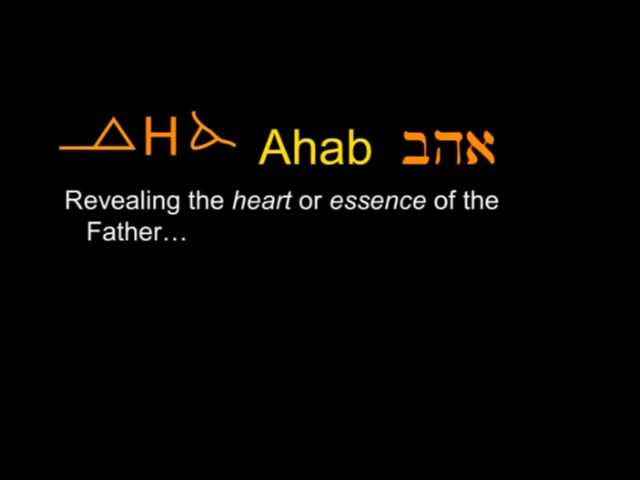 Ahab אהב
Revealing the heart or essence of the
Father…